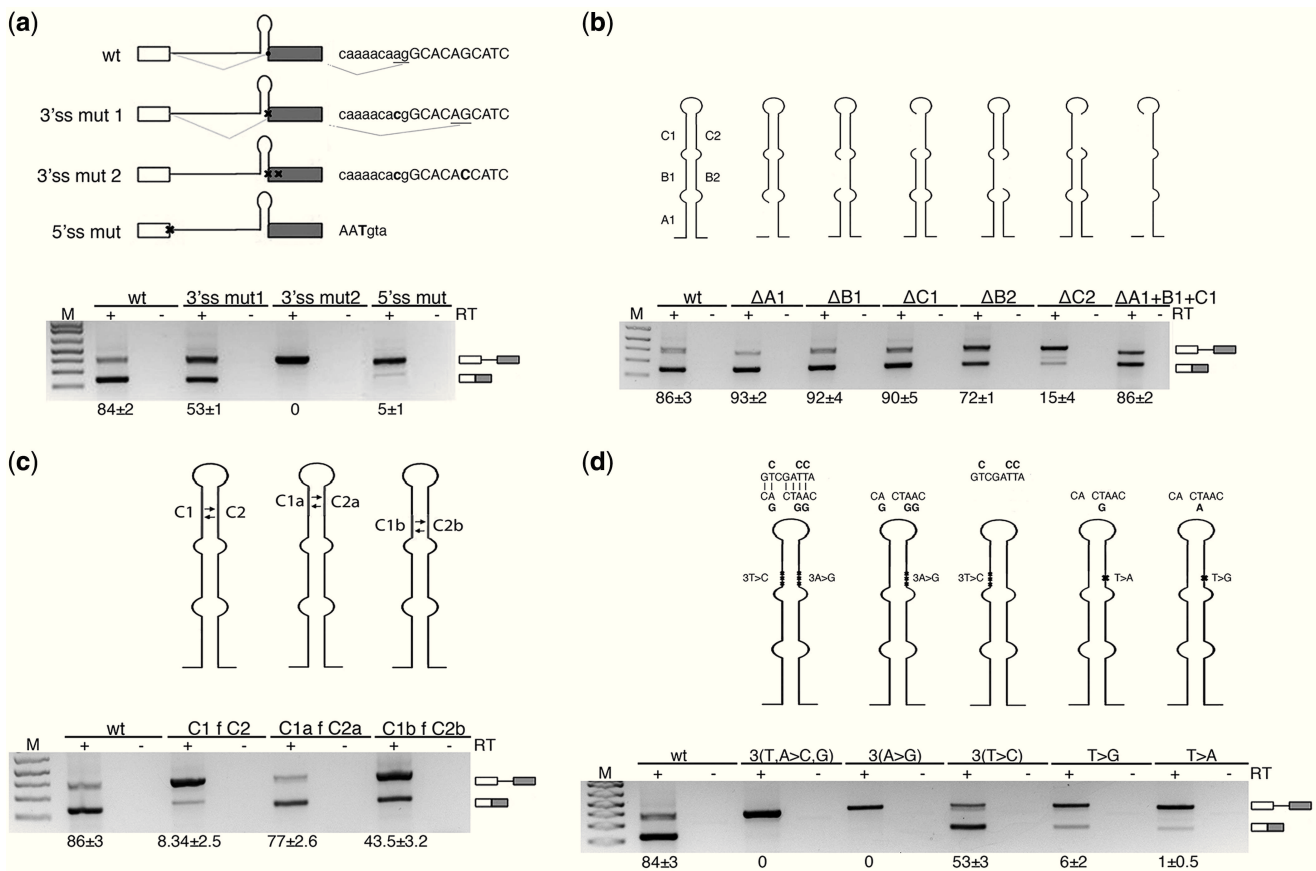 (a)
wt caaaacaagGCACAGCATC
3'ss mut 1 caaaacacgGCACAGCATC
3'ss mut 2 caaaacacgGCACACCATC
5'ss mut AATgta
wt 3'ss mut1 3'ss mut2 5'ss mut
M + - + - + - + - RT
84±2 53±1 0 5±1
(b)
C1 C2
B1 B2
A1
wt ΔA1 ΔB1 ΔC1 ΔB2 ΔC2 ΔA1+B1+C1
M + - + - + - + - + - + - + - RT
86±3 93±2 92±4 90±5 72±1 15±4 86±2
(c)
C1 C2 C1a C2a C1b C2b
wt C1 f C2 C1a f C2a C1b f C2b
M + - + - + - + - RT
86±3 8.34±2.5 77±2.6 43.5±3.2
(d)
C CC C CC
GTCGATTA GTCGATTA
CA CTAAC CA CTAAC CA CTAAC CA CTAAC
G GG G GG G A
3T>C 3A>G 3A>G 3T>C T>A T>G
wt 3(T,A>C,G) 3(A>G) 3(T>C) T>G T>A
M + - + - + - + - + - + - RT
84±3 0 0 53±3 6±2 1±0.5